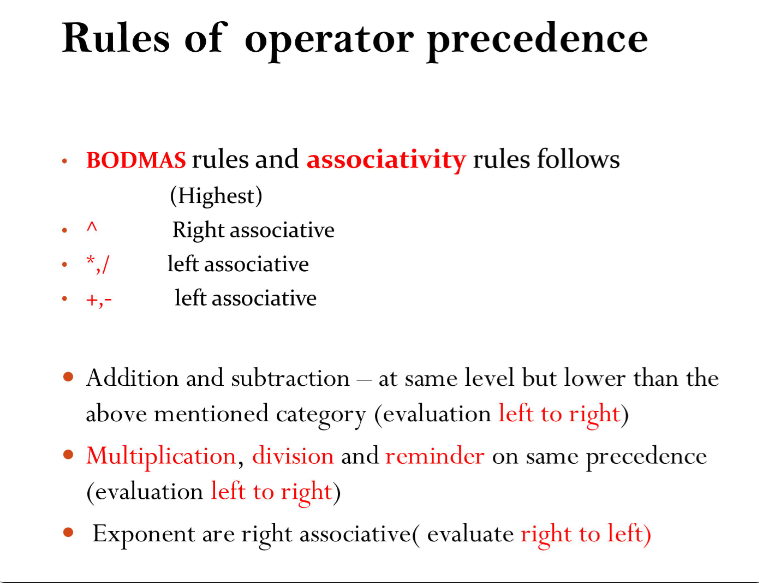 Rules of operator precedence
• BODMAS rules and associativity rules follows
(Highest)
• ^ Right associative
• *,/ left associative
• +,- left associative
• Addition and subtraction – at same level but lower than the
above mentioned category (evaluation left to right)
• Multiplication, division and reminder on same precedence
(evaluation left to right)
• Exponent are right associative( evaluate right to left)